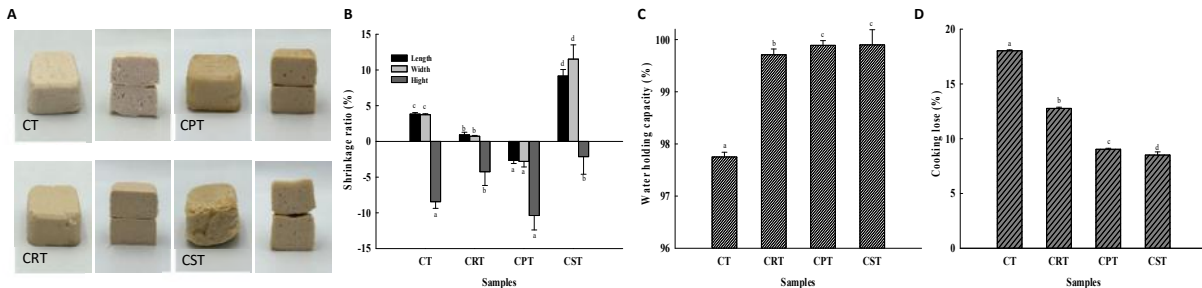 A
CT
CPT
CRT
CST
B
Shrinkage ratio (%)
15
10
5
0
-5
-10
-15
Length
Width
Hight
c c
a
b b
b
a a
a
d d
b
CT CRT CPT CST
Samples
C
Water holding capacity (%)
100
99
98
97
96
a
b
c
c
CT CRT CPT CST
Samples
D
Cooking lose (%)
20
15
10
5
0
a
b
c
d
CT CRT CPT CST
Samples